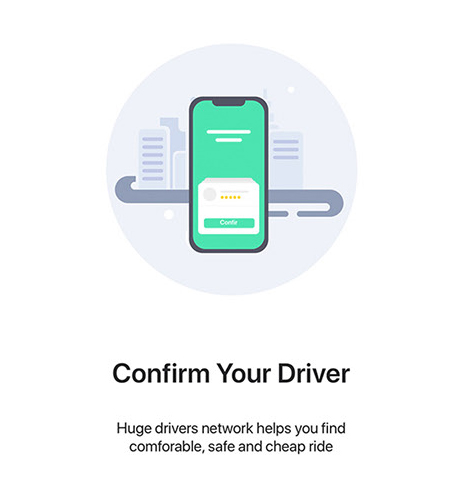 Confir
Confirm Your Driver
Huge drivers network helps you find
comforable, safe and cheap ride